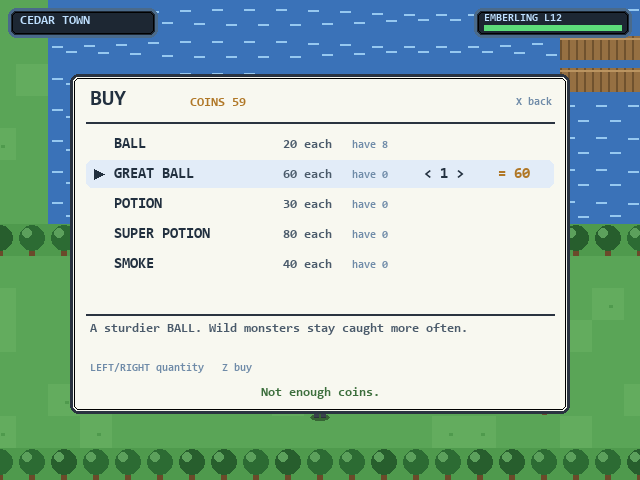 CEDAR TOWN
EMBERLING L12
BUY COINS 59 X back
BALL 20 each have 8
GREAT BALL 60 each have 0 < 1 > = 60
POTION 30 each have 0
SUPER POTION 80 each have 0
SMOKE 40 each have 0
A sturdier BALL. Wild monsters stay caught more often.
LEFT/RIGHT quantity Z buy
Not enough coins.